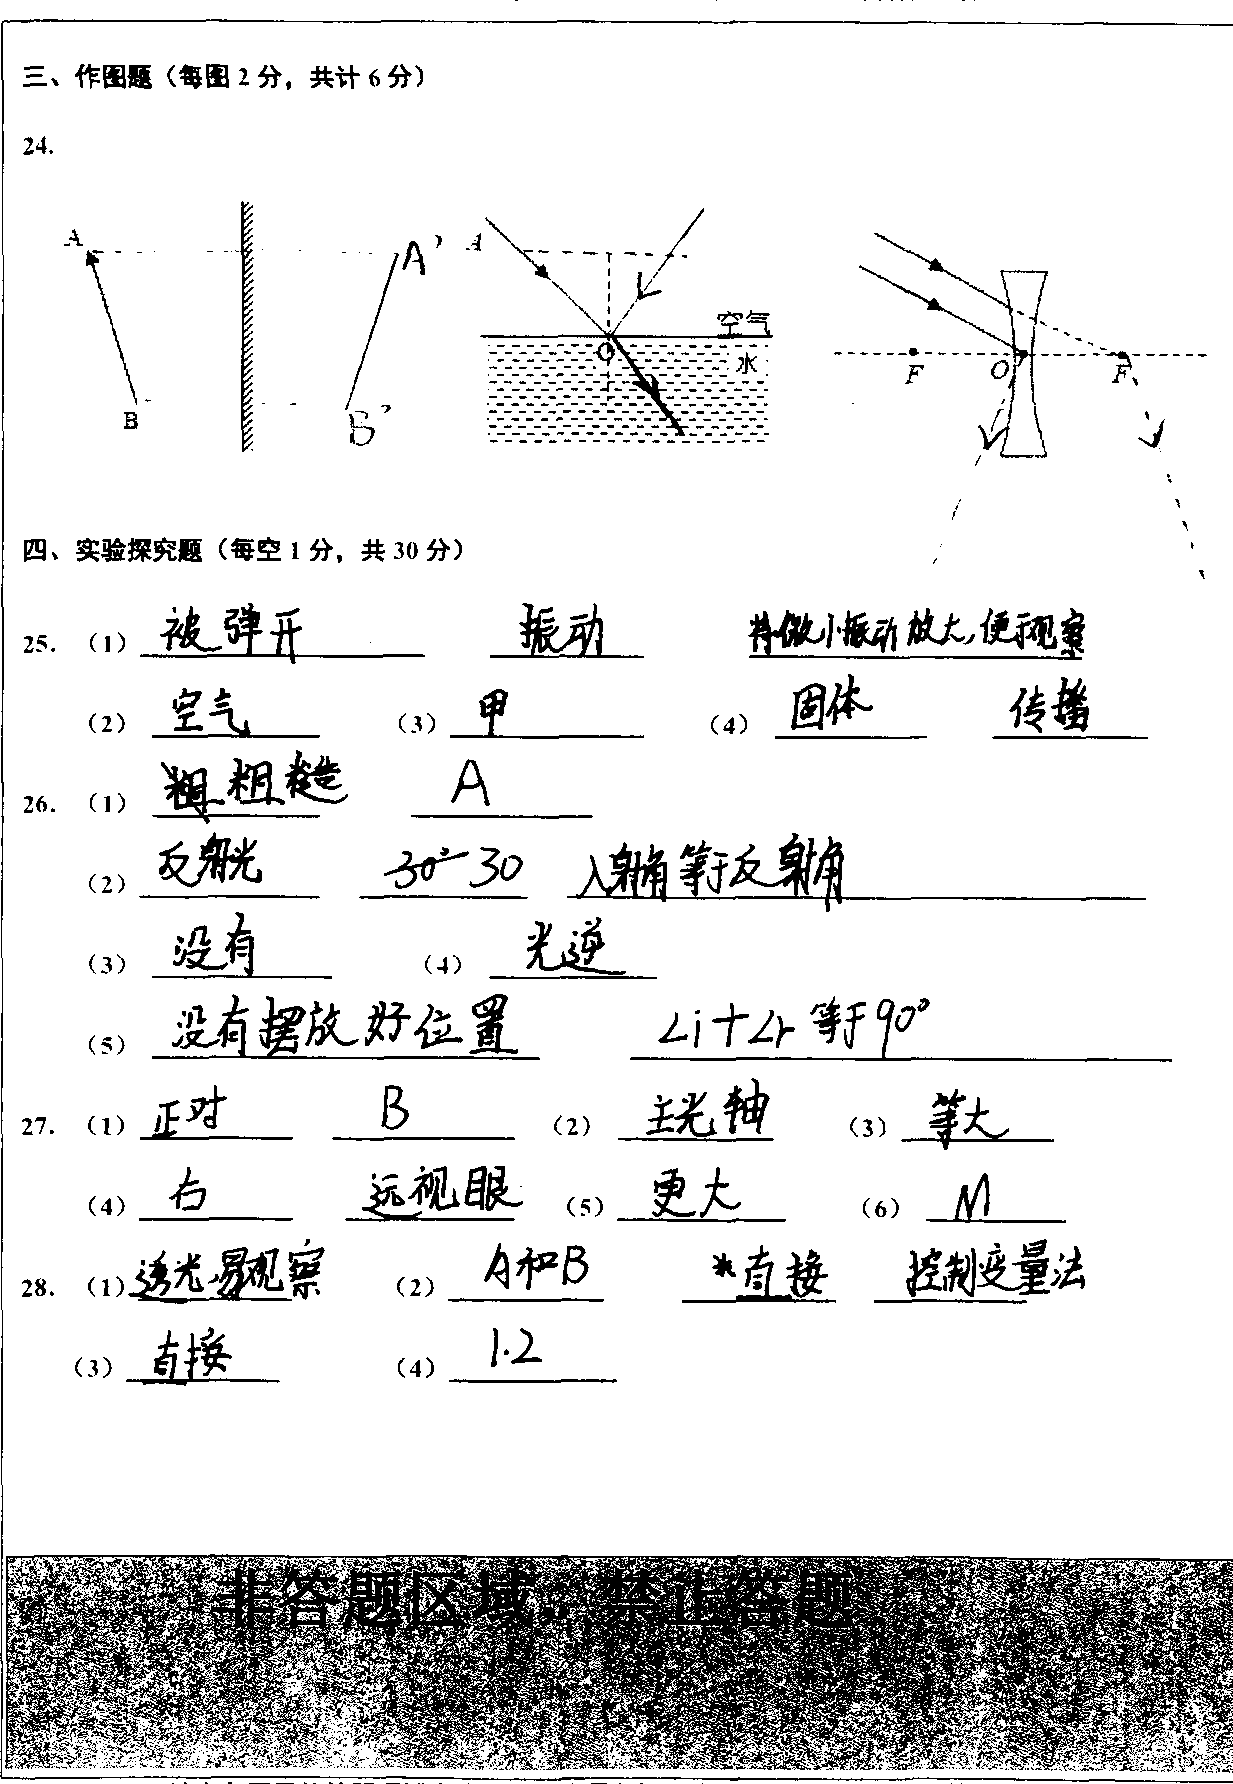 三、作图题（每图 2 分，共计 6 分）
24.
A A’ A
空气
O 水 F O F
B B’
四、实验探究题（每空 1 分，共 30 分）
25. （1） 被弹开 振动 将微小振动放大,便于观察
（2） 空气 （3） 甲 （4） 固体 传播
26. （1） 粗糙 A
（2） 反射光 30 入射角等于反射角
（3） 没有 （4） 光逆
（5） 没有摆放好位置 ∠i+∠r 等于90°
27. （1） 正对 B （2） 主光轴 （3） 等大
（4） 右 远视眼 （5） 更大 （6） M
28. （1） 透光,易观察 （2） A和B 直接 控制变量法
（3） 直接 （4） 1.2
非答题区域，禁止答题